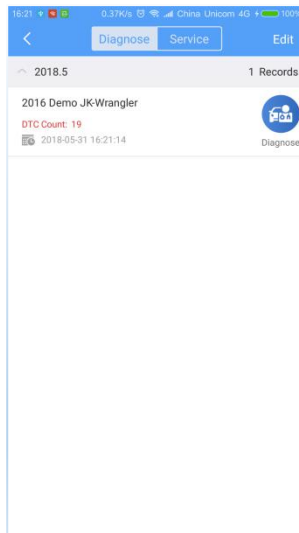 16:21 0.37K/s China Unicom 4G 100%
Diagnose Service Edit
2018.5 1 Records
2016 Demo JK-Wrangler
DTC Count: 19
2018-05-31 16:21:14
Diagnose